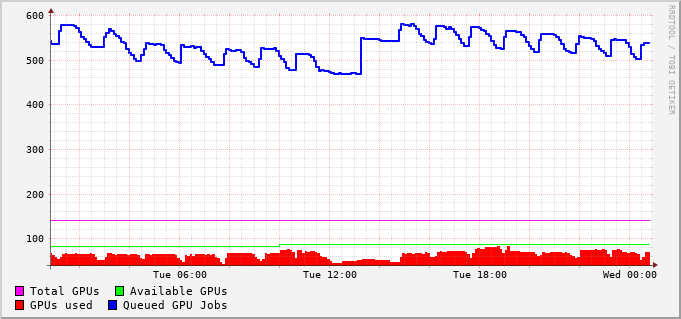 600
500
400
300
200
100
Tue 06:00 Tue 12:00 Tue 18:00 Wed 00:00
Total GPUs Available GPUs
GPUs used Queued GPU Jobs
RRDTOOL / TOBI OETIKER